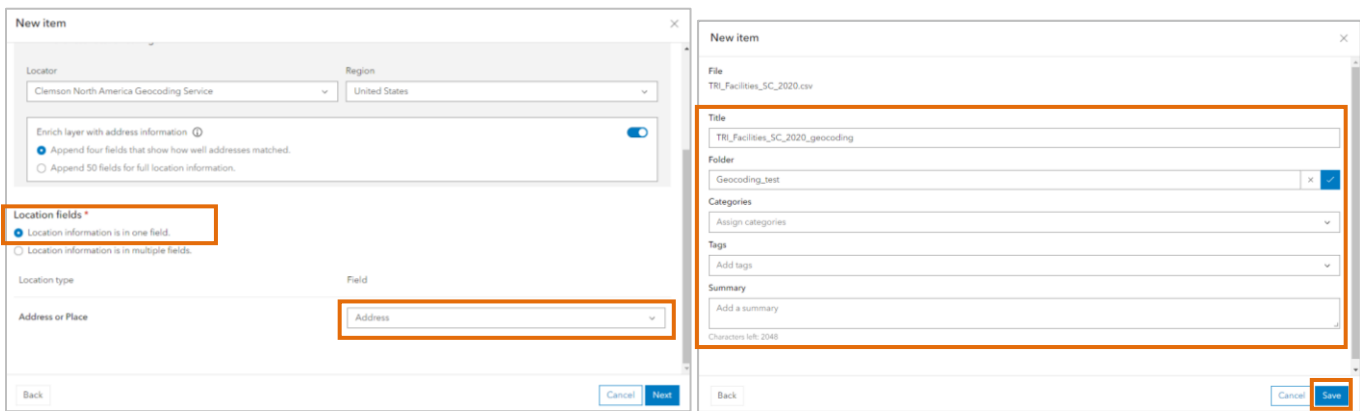 New item
Locator
Region
Clemson North America Geocoding Service
United States
Enrich layer with address information
Append four fields that show how well addresses matched.
Append 50 fields for full location information.
Location fields *
Location information is in one field.
Location information is in multiple fields.
Location type
Field
Address or Place
Address
Back
Cancel
Next
New item
File
TRI_Facilities_SC_2020.csv
Title
TRI_Facilities_SC_2020_geocoding
Folder
Geocoding_test
Categories
Assign categories
Tags
Add tags
Summary
Add a summary
Characters left: 2048
Back
Cancel
Save